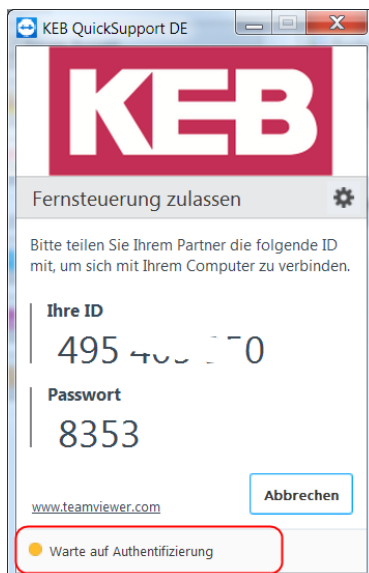 KEB QuickSupport DE
KEB
Fernsteuerung zulassen
Bitte teilen Sie Ihrem Partner die folgende ID
mit, um sich mit Ihrem Computer zu verbinden.
Ihre ID
495
Passwort
8353
Abbrechen
www.teamviewer.com
Warte auf Authentifizierung